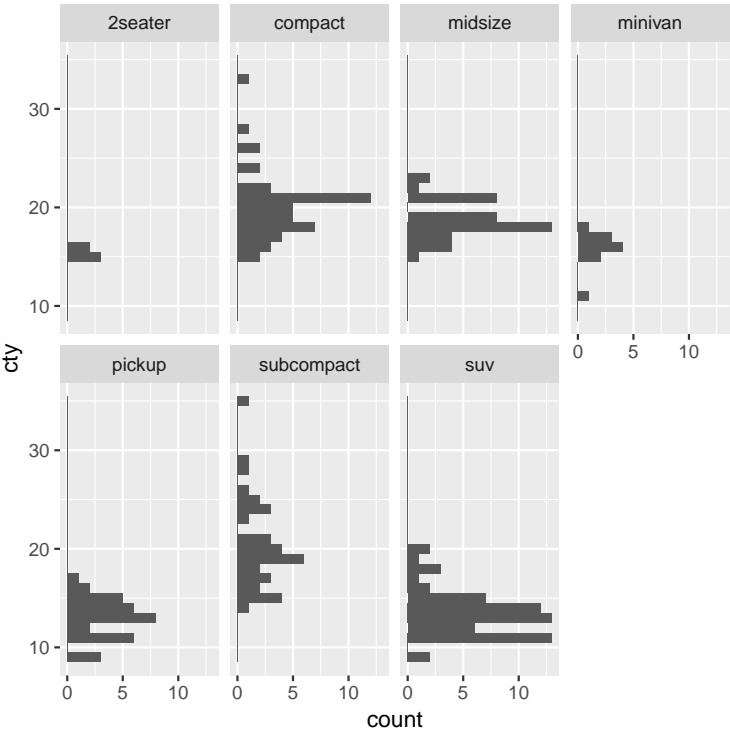 2seater compact midsize minivan
30
20
10
0 5 10
pickup subcompact suv
30
20
10
0 5 10 0 5 10 0 5 10
cty
count